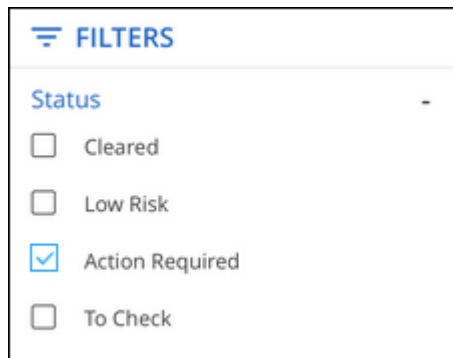 FILTERS
Status -
Cleared
Low Risk
Action Required
To Check